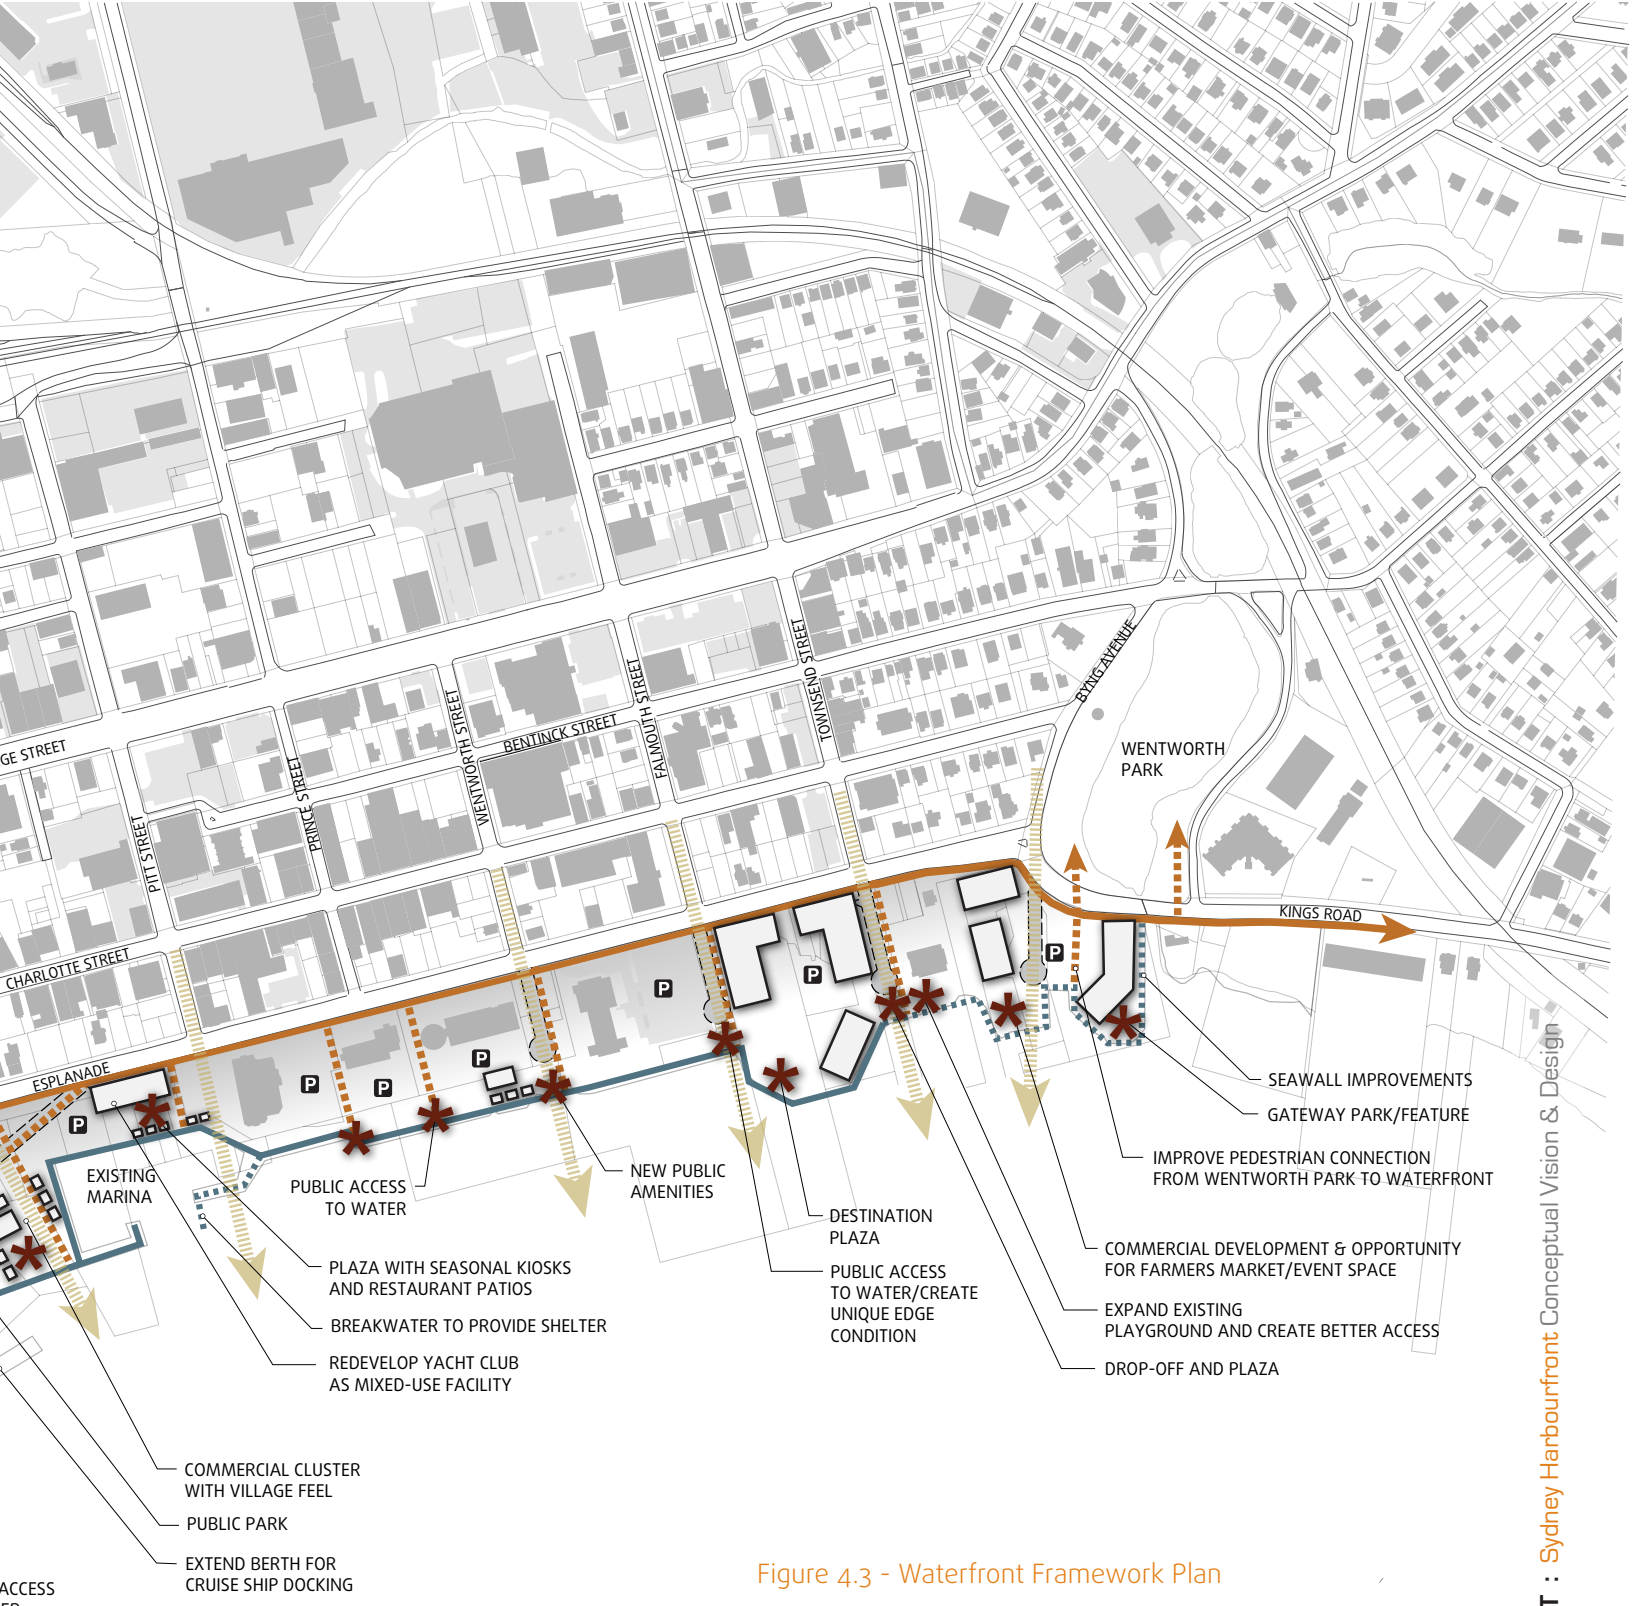 BYNG AVENUE
TOWNSEND STREET
FALMOUTH STREET
WENTWORTH STREET
BENTINCK STREET
PRINCE STREET
PITT STREET
GE STREET
CHARLOTTE STREET
ESPLANADE
WENTWORTH
PARK
KINGS ROAD
P
P
P
P
P
P
P
EXISTING
MARINA
PUBLIC ACCESS
TO WATER
NEW PUBLIC
AMENITIES
SEAWALL IMPROVEMENTS
GATEWAY PARK/FEATURE
IMPROVE PEDESTRIAN CONNECTION
FROM WENTWORTH PARK TO WATERFRONT
DESTINATION
PLAZA
COMMERCIAL DEVELOPMENT & OPPORTUNITY
FOR FARMERS MARKET/EVENT SPACE
PLAZA WITH SEASONAL KIOSKS
AND RESTAURANT PATIOS
PUBLIC ACCESS
TO WATER/CREATE
UNIQUE EDGE
CONDITION
EXPAND EXISTING
PLAYGROUND AND CREATE BETTER ACCESS
BREAKWATER TO PROVIDE SHELTER
REDEVELOP YACHT CLUB
AS MIXED-USE FACILITY
DROP-OFF AND PLAZA
COMMERCIAL CLUSTER
WITH VILLAGE FEEL
PUBLIC PARK
EXTEND BERTH FOR
CRUISE SHIP DOCKING
ACCESS
Figure 4.3 - Waterfront Framework Plan
T : Sydney Harbourfront Conceptual Vision & Design